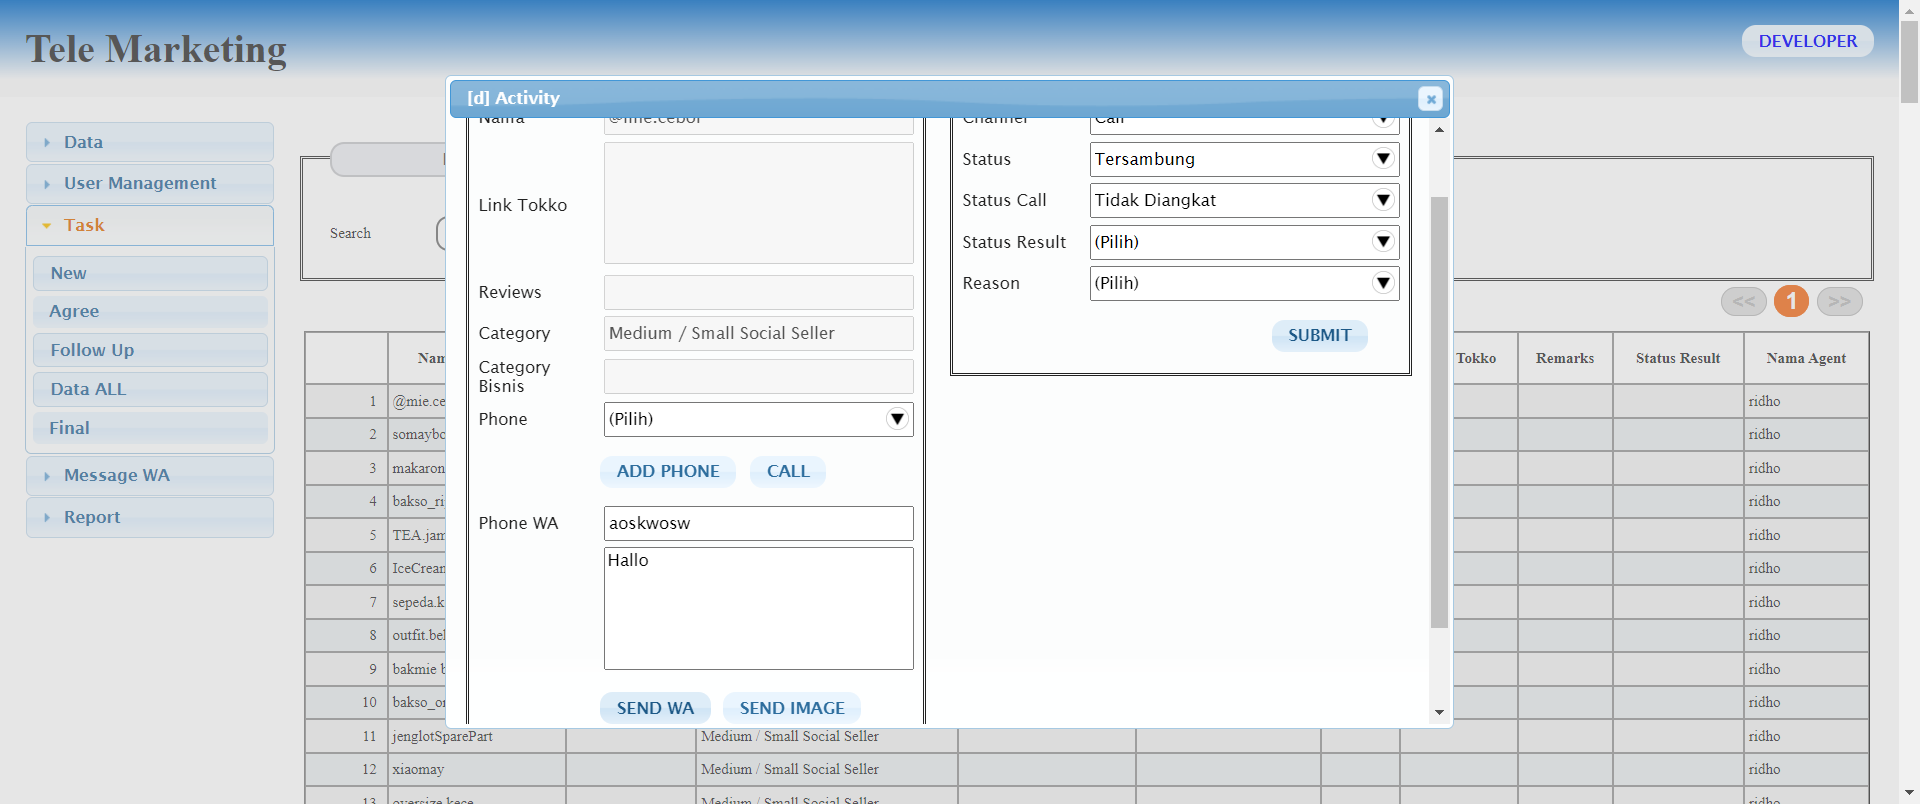 Tele Marketing
DEVELOPER
[d] Activity
Data
User Management
Task
New
Agree
Follow Up
Data ALL
Final
Message WA
Report
Search
Nama
@mie.cebol
Link Tokko
Reviews
Category
Medium / Small Social Seller
Category
Bisnis
Phone
(Pilih)
ADD PHONE
CALL
Phone WA
aoskwosw
Hallo
SEND WA
SEND IMAGE
Channel
Call
Status
Tersambung
Status Call
Tidak Diangkat
Status Result
(Pilih)
Reason
(Pilih)
SUBMIT
<<
1
>>
Tokko
Remarks
Status Result
Nama Agent
1 @mie.ce ridho
2 somaybo ridho
3 makaron ridho
4 bakso_ri ridho
5 TEA.jam ridho
6 IceCrean ridho
7 sepeda.k ridho
8 outfit.bel ridho
9 bakmie ridho
10 bakso_o ridho
11 jenglotSparePart Medium / Small Social Seller ridho
12 xiaomay Medium / Small Social Seller ridho
13 oversize.kece Medium / Small Social Seller ridho